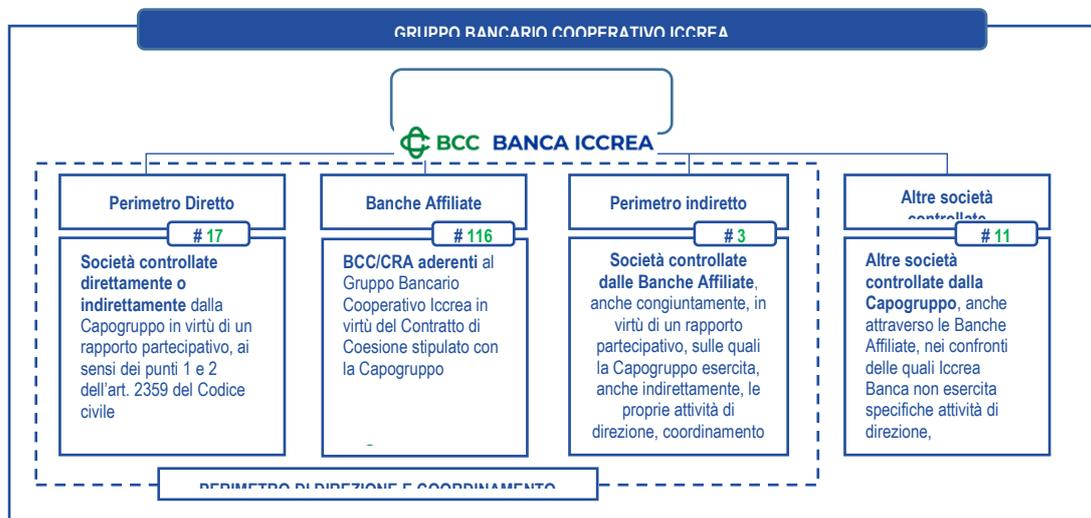 GRUPPO BANCARIO COOPERATIVO ICCREA
BCC BANCA ICCREA
Perimetro Diretto
# 17
Società controllate
direttamente o
indirettamente dalla
Capogruppo in virtù di un
rapporto partecipativo, ai
sensi dei punti 1 e 2
dell'art. 2359 del Codice
civile
Banche Affiliate
# 116
BCC/CRA aderenti al
Gruppo Bancario
Cooperativo Iccrea in
virtù del Contratto di
Coesione stipulato con
la Capogruppo
Perimetro indiretto
# 3
Società controllate
dalle Banche Affiliate,
anche congiuntamente, in
virtù di un rapporto
partecipativo, sulle quali
la Capogruppo esercita,
anche indirettamente, le
proprie attività di
direzione, coordinamento
Altre società
controllate
# 11
Altre società
controllate dalla
Capogruppo, anche
attraverso le Banche
Affiliate, nei confronti
delle quali Iccrea
Banca non esercita
specifiche attività di
direzione,
PERIMETRO DI DIREZIONE E COORDINAMENTO